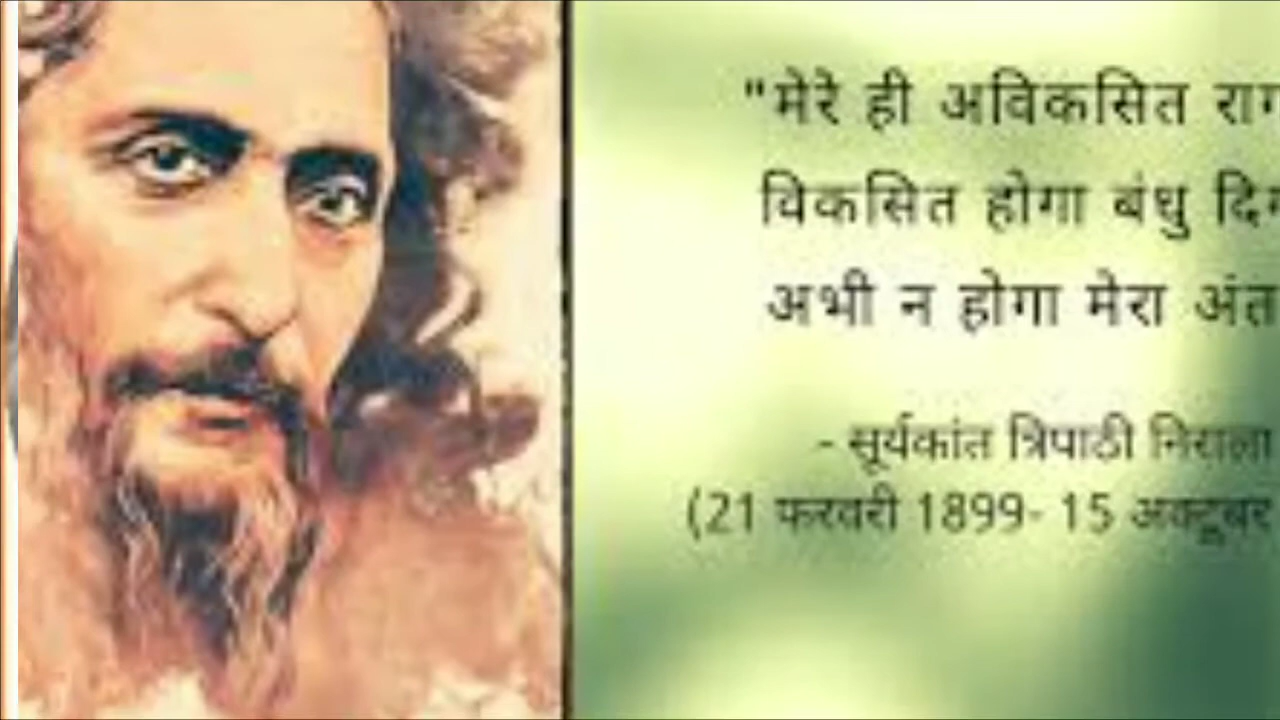 "मेरे ही अविकसित राग
विकसित होगा बंधु
अभी न होगा मेरा अंत
- सूर्यकांत त्रिपाठी निराला
(21 फरवरी 1899- 15 अक्टूबर